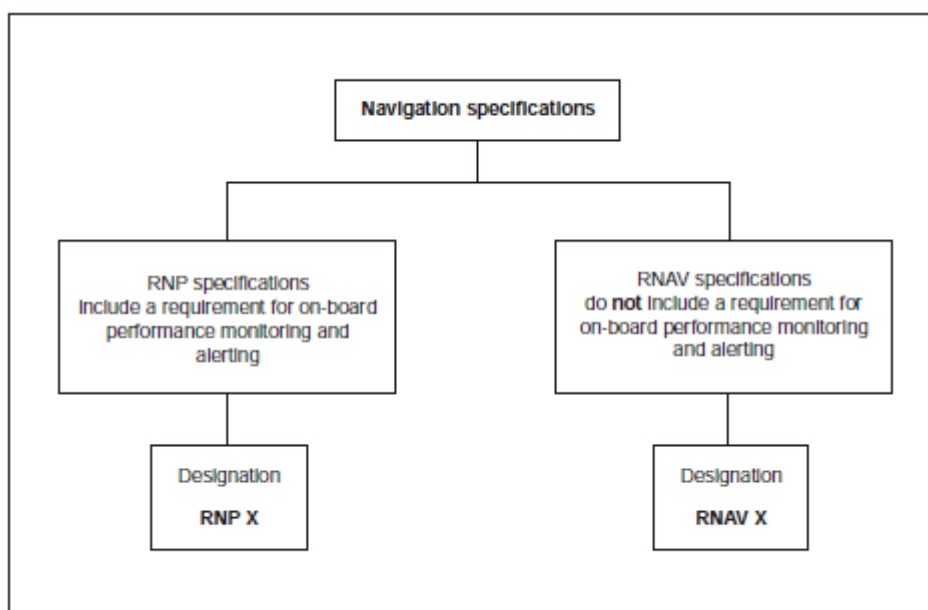 Navigation specifications
RNP specifications
include a requirement for on-board
performance monitoring and
alerting
RNAV specifications
do not include a requirement for
on-board performance monitoring
and alerting
Designation
RNP X
Designation
RNAV X